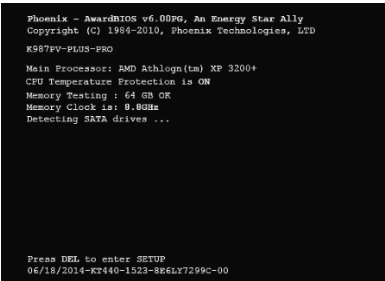 Phoenix - AwardBIOS v6.00PG, An Energy Star Ally
Copyright (C) 1984-2010, Phoenix Technologies, LTD
K987PV-PLUS-PRO
Main Processor: AMD Athlogn(tm) XP 3200+
CPU Temperature Protection is ON
Memory Testing : 64 GB OK
Memory Clock is: 8.8GHz
Detecting SATA drives ...
Press DEL to enter SETUP
06/18/2014-KT440-1523-8E6LY7299C-00